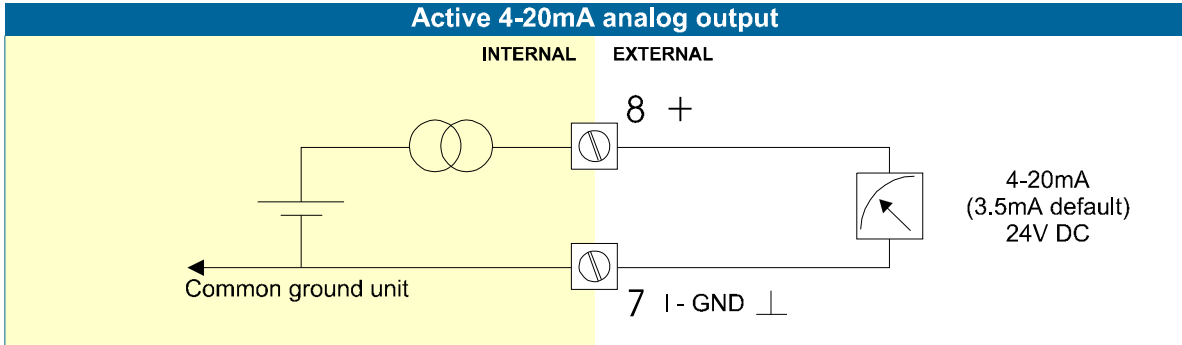 Active 4-20mA analog output
INTERNAL EXTERNAL
8 +
4-20mA
(3.5mA default)
24V DC
Common ground unit
7 I - GND ⊥